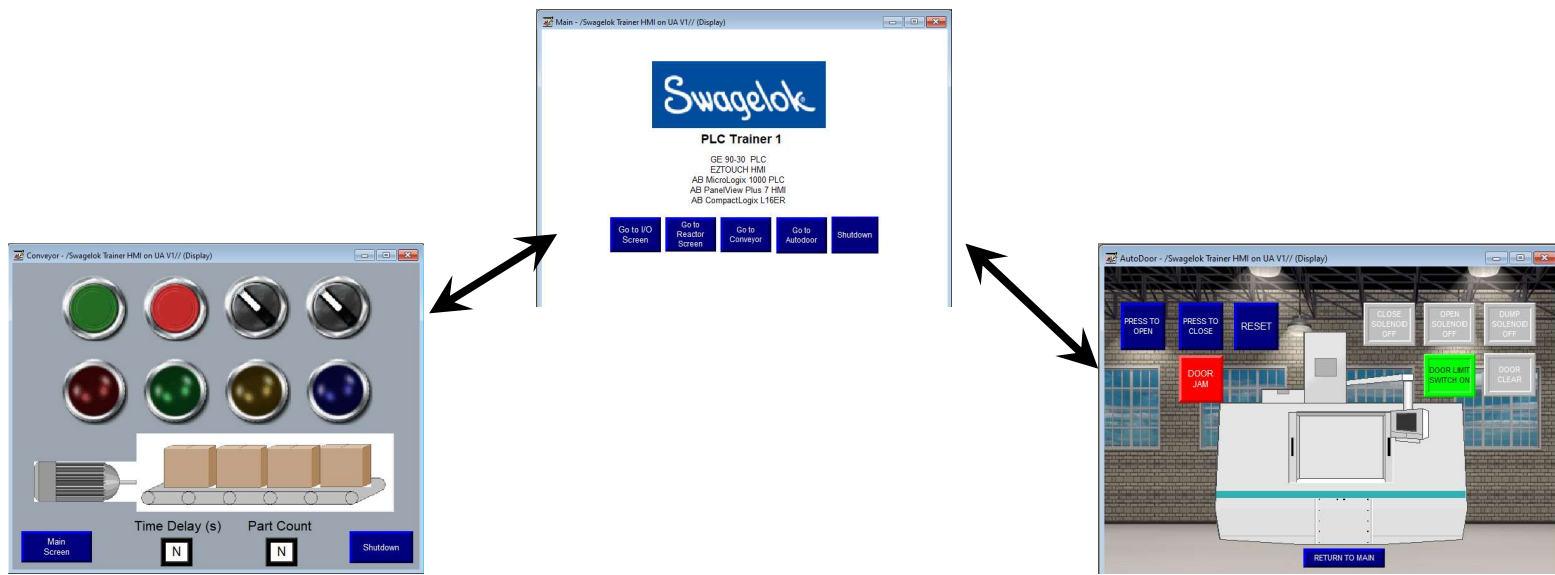 Main - /Swagelok Trainer HMI on UA V1// (Display)
Swagelok
PLC Trainer 1
GE 90-30 PLC
EZTOUCH HMI
AB MicroLogix 1000 PLC
AB PanelView Plus 7 HMI
AB CompactLogix L16ER
Go to I/O
Screen
Go to
Reactor
Screen
Go to
Conveyor
Go to
Autodoor
Shutdown
Conveyor - /Swagelok Trainer HMI on UA V1// (Display)
Time Delay (s)
Part Count
Main
Screen
N
N
Shutdown
AutoDoor - /Swagelok Trainer HMI on UA V1// (Display)
PRESS TO
OPEN
PRESS TO
CLOSE
RESET
CLOSE
SOLENOID
OFF
OPEN
SOLENOID
OFF
DUMP
SOLENOID
OFF
DOOR
JAM
DOOR LIMIT
SWITCH ON
DOOR
CLEAR
RETURN TO MAIN